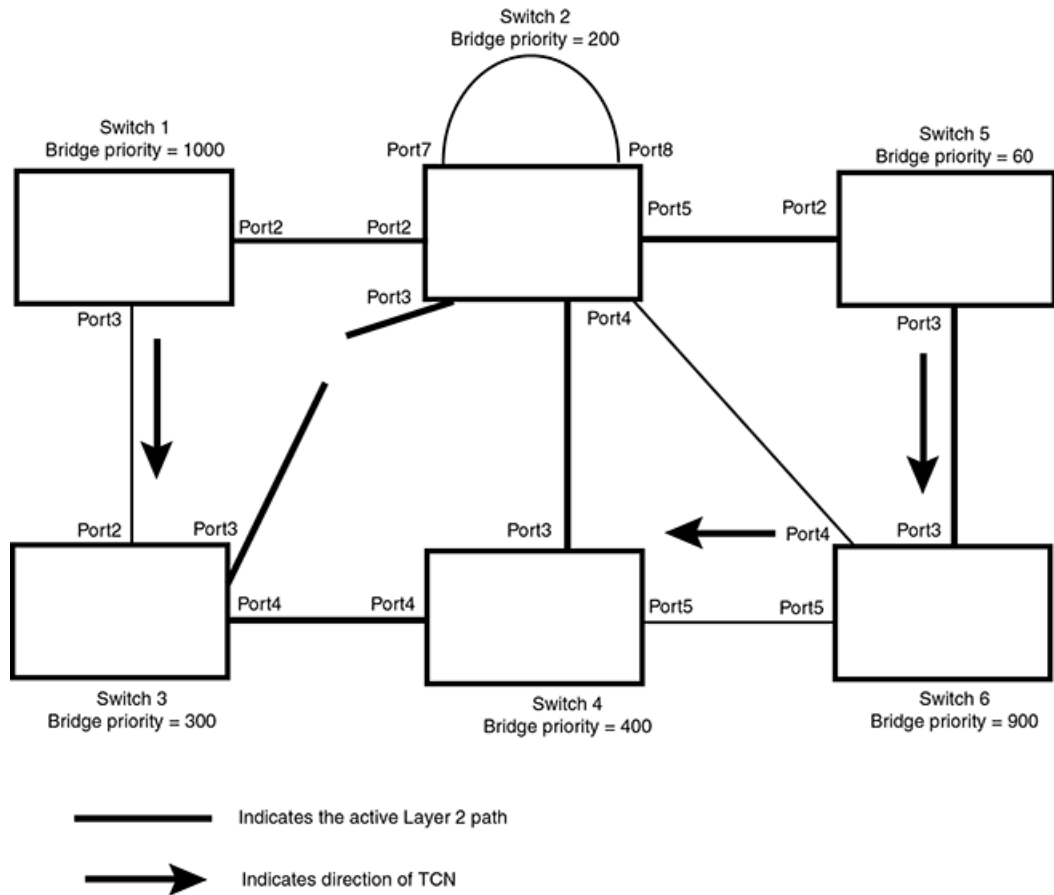 Switch 2
Bridge priority = 200
Switch 1
Bridge priority = 1000
Switch 5
Bridge priority = 60
Port7
Port8
Port2
Port2
Port5
Port2
Port3
Port3
Port4
Port3
Port2
Port3
Port3
Port4
Port3
Port4
Port4
Port5
Port5
Switch 3
Bridge priority = 300
Switch 4
Bridge priority = 400
Switch 6
Bridge priority = 900
Indicates the active Layer 2 path
Indicates direction of TCN